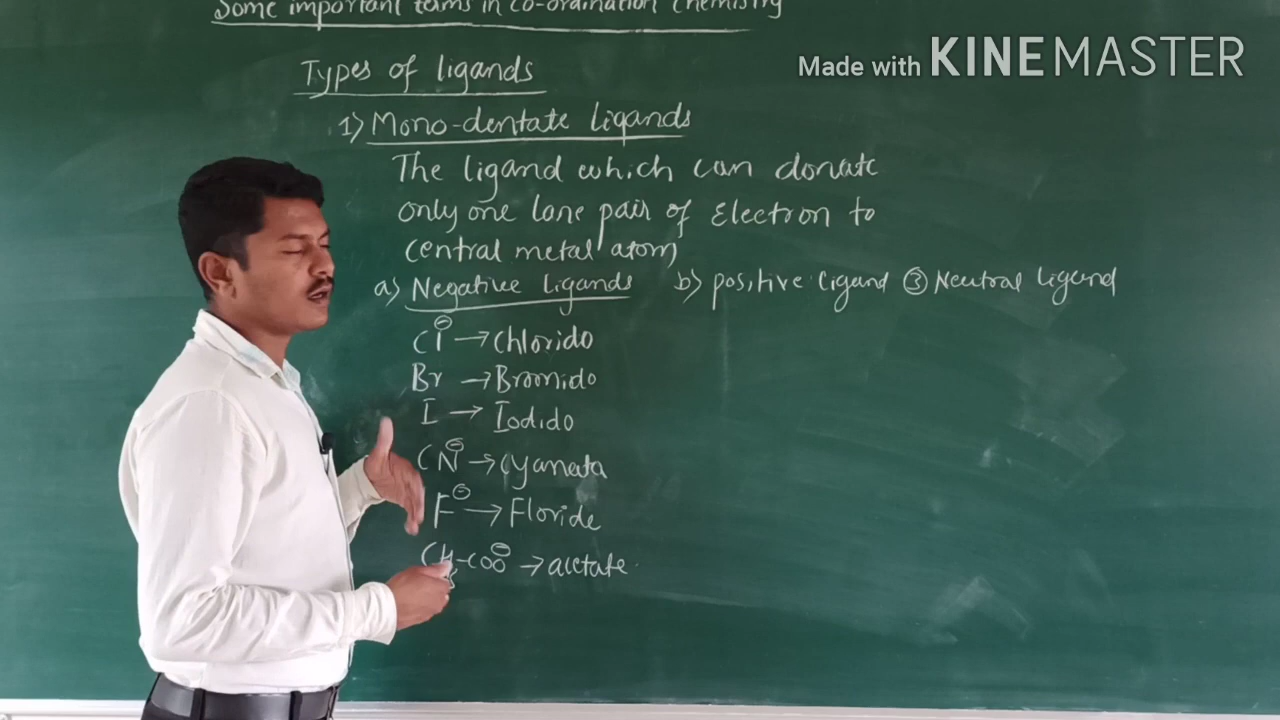 Some important terms in co-ordination chemistry
Made with KINEMASTER
Types of ligands
1) Mono-dentate ligands
The ligand which can donate
only one lone pair of Electron to
central metal atom
a) Negative ligands b) positive ligand ③ Neutral ligand
Cl⊖ → Chlorido
Br → Bromido
I → Iodido
CN⊖ → Cyanata
F⊖ → Floride
CH3-COO⊖ → acetate